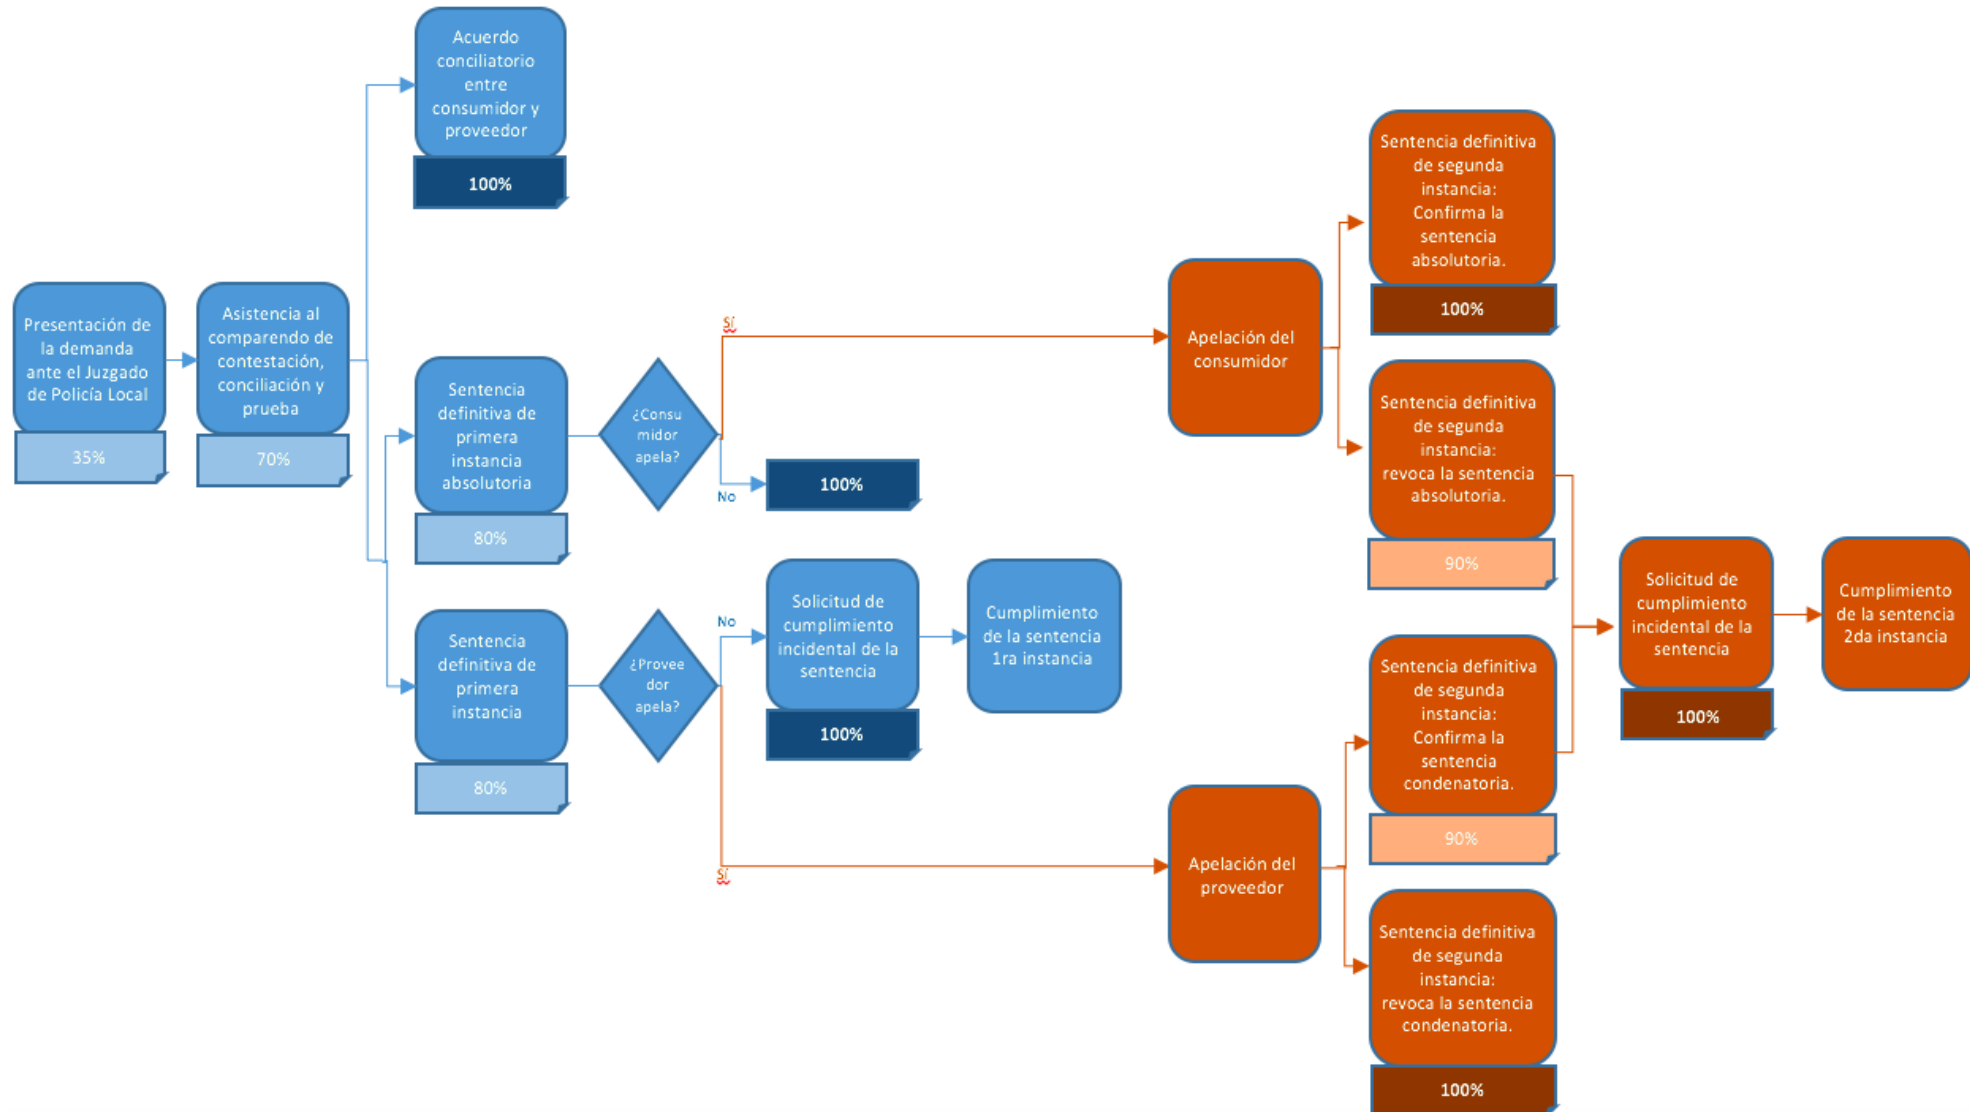 Acuerdo
conciliatorio
entre
consumidor y
proveedor
100%
Presentación de
la demanda
ante el Juzgado
de Policía Local
35%
Asistencia al
comparendo de
contestación,
conciliación y
prueba
70%
Sentencia
definitiva de
primera
instancia
absolutoria
80%
¿Consu
midor
apela?
Sí
No
100%
Sentencia
definitiva de
primera
instancia
80%
¿Provee
dor
apela?
No
Sí
Solicitud de
cumplimiento
incidental de la
sentencia
100%
Cumplimiento
de la sentencia
1ra instancia
Apelación del
consumidor
Sentencia definitiva
de segunda
instancia:
Confirma la
sentencia
absolutoria.
100%
Sentencia definitiva
de segunda
instancia:
revoca la sentencia
absolutoria.
90%
Apelación del
proveedor
Sentencia definitiva
de segunda
instancia:
Confirma la
sentencia
condenatoria.
90%
Sentencia definitiva
de segunda
instancia:
revoca la sentencia
condenatoria.
100%
Solicitud de
cumplimiento
incidental de la
sentencia
100%
Cumplimiento
de la sentencia
2da instancia